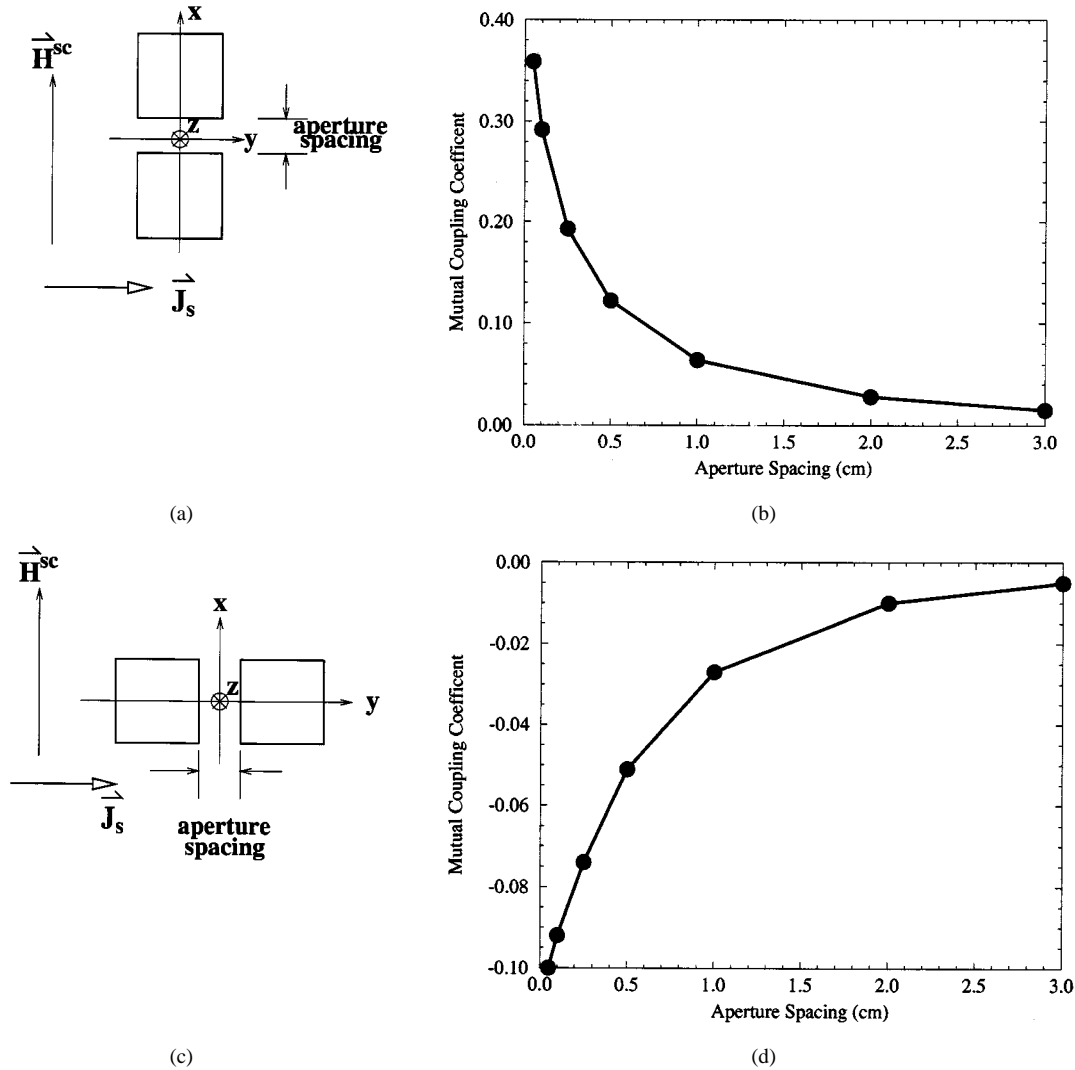 x
H^sc
z
y
aperture
spacing
J_s
(a)
0.40
0.30
0.20
0.10
0.00
Mutual Coupling Coefficent
0.0 0.5 1.0 1.5 2.0 2.5 3.0
Aperture Spacing (cm)
(b)
H^sc
x
z
y
J_s
aperture
spacing
(c)
0.00
-0.02
-0.04
-0.06
-0.08
-0.10
Mutual Coupling Coefficent
0.0 0.5 1.0 1.5 2.0 2.5 3.0
Aperture Spacing (cm)
(d)